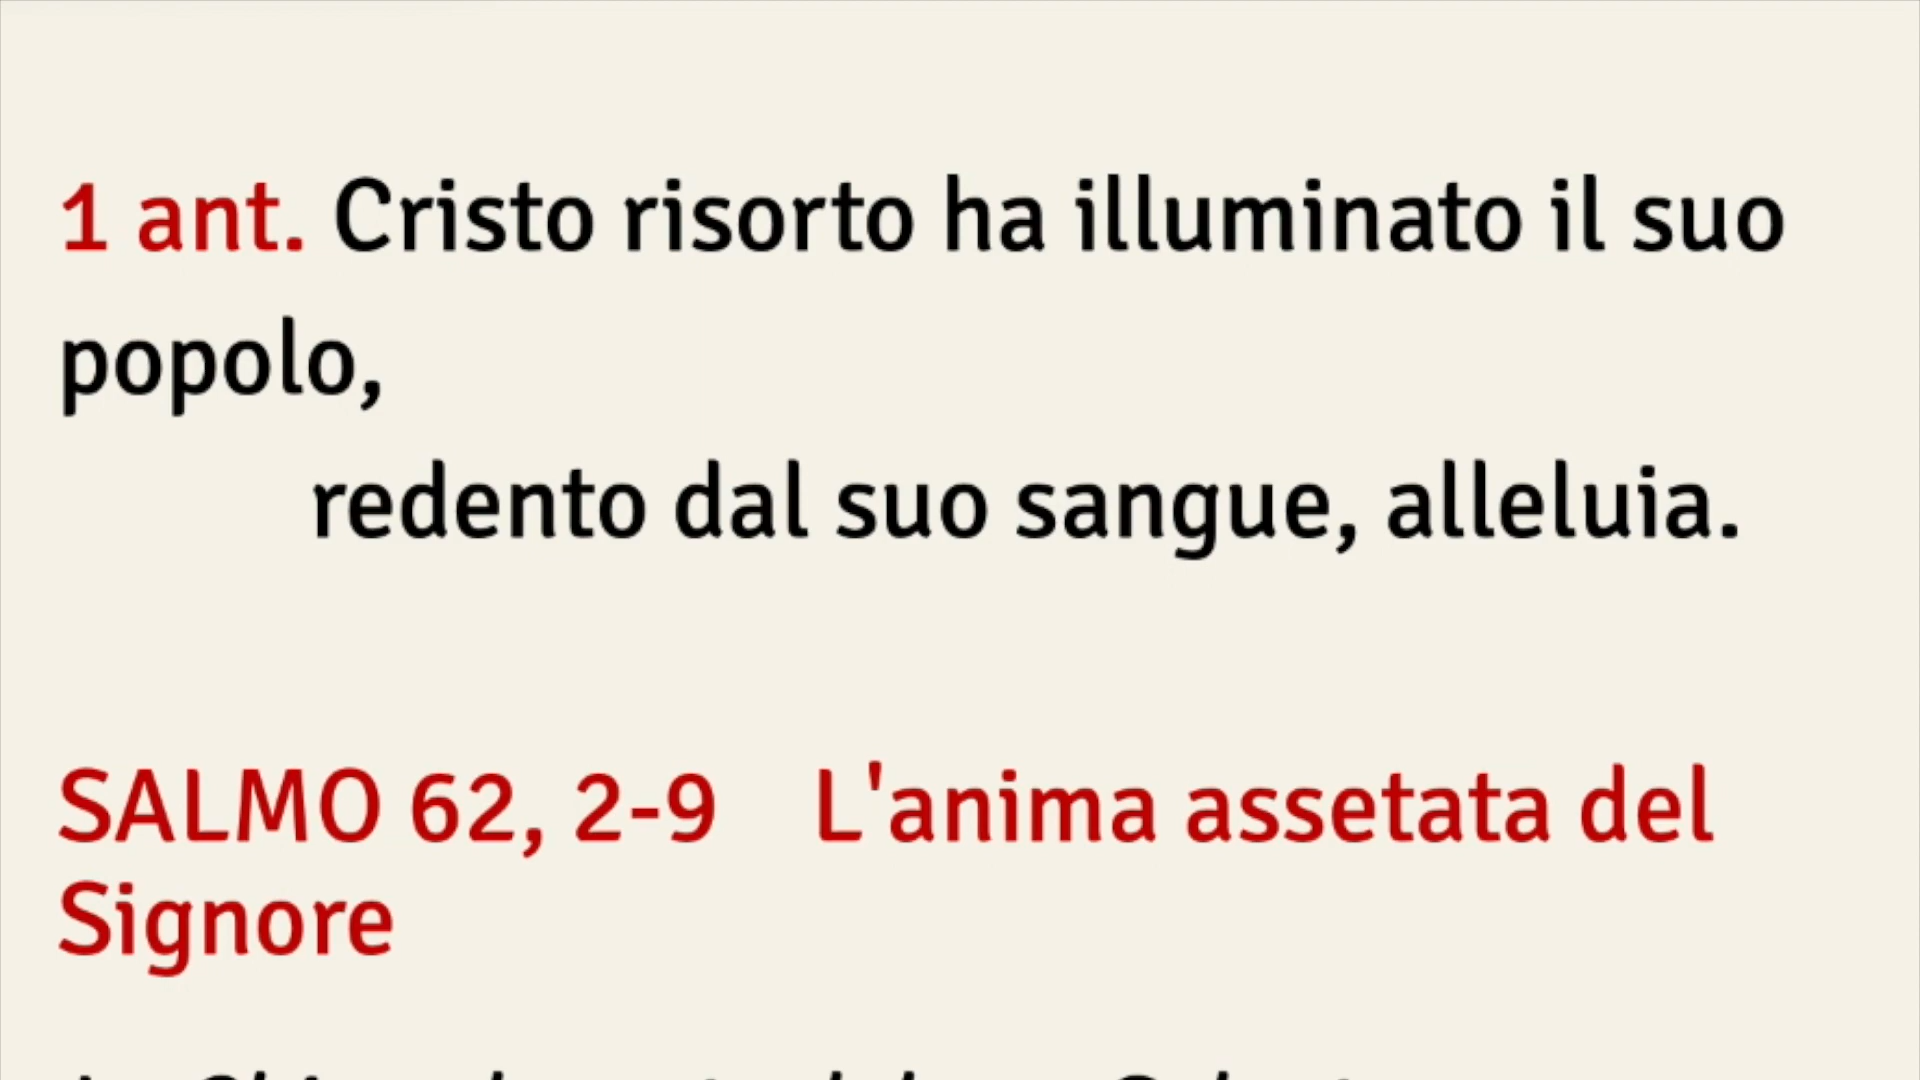 1 ant. Cristo risorto ha illuminato il suo
popolo,
redento dal suo sangue, alleluia.
SALMO 62, 2-9 L'anima assetata del
Signore